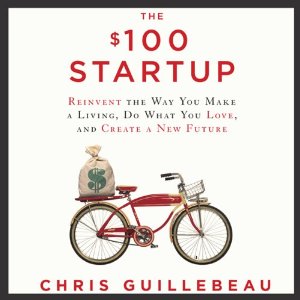 THE
$100
STARTUP
REINVENT THE WAY YOU MAKE
A LIVING, DO WHAT YOU LOVE,
AND CREATE A NEW FUTURE
$
CHRIS GUILLEBEAU